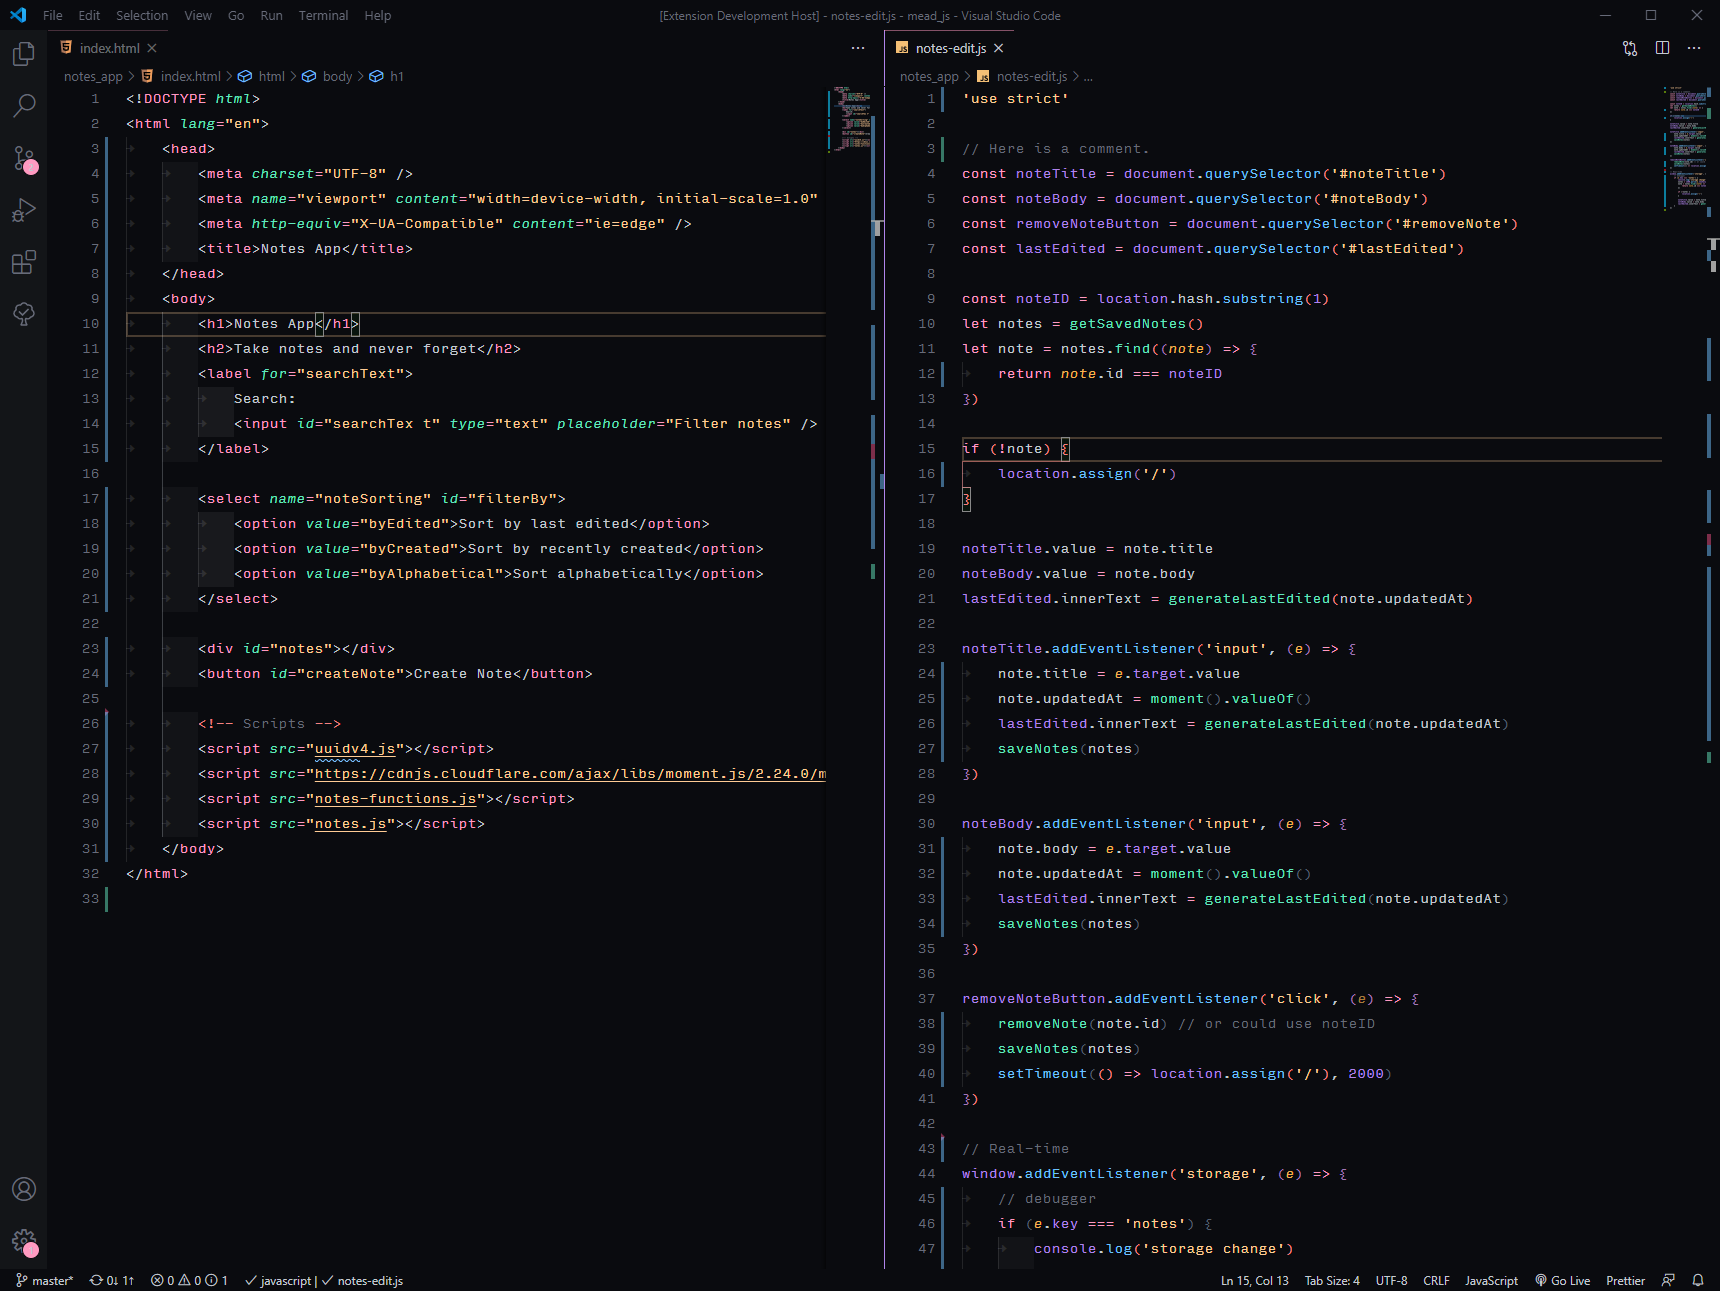 File Edit Selection View Go Run Terminal Help
[Extension Development Host] - notes-edit.js - mead_js - Visual Studio Code
index.html
notes_app > index.html > html > body > h1
1 <!DOCTYPE html>
2 <html lang="en">
3 <head>
4 <meta charset="UTF-8" />
5 <meta name="viewport" content="width=device-width, initial-scale=1.0"
6 <meta http-equiv="X-UA-Compatible" content="ie=edge" />
7 <title>Notes App</title>
8 </head>
9 <body>
10 <h1>Notes App</h1>
11 <h2>Take notes and never forget</h2>
12 <label for="searchText">
13 Search:
14 <input id="searchTex t" type="text" placeholder="Filter notes" />
15 </label>
16
17 <select name="noteSorting" id="filterBy">
18 <option value="byEdited">Sort by last edited</option>
19 <option value="byCreated">Sort by recently created</option>
20 <option value="byAlphabetical">Sort alphabetically</option>
21 </select>
22
23 <div id="notes"></div>
24 <button id="createNote">Create Note</button>
25
26 <!-- Scripts -->
27 <script src="uuidv4.js"></script>
28 <script src="https://cdnjs.cloudflare.com/ajax/libs/moment.js/2.24.0/m
29 <script src="notes-functions.js"></script>
30 <script src="notes.js"></script>
31 </body>
32 </html>
33
JS notes-edit.js
notes_app > JS notes-edit.js > ...
1 'use strict'
2
3 // Here is a comment.
4 const noteTitle = document.querySelector('#noteTitle')
5 const noteBody = document.querySelector('#noteBody')
6 const removeNoteButton = document.querySelector('#removeNote')
7 const lastEdited = document.querySelector('#lastEdited')
8
9 const noteID = location.hash.substring(1)
10 let notes = getSavedNotes()
11 let note = notes.find((note) => {
12 return note.id === noteID
13 })
14
15 if (!note) {
16 location.assign('/')
17 }
18
19 noteTitle.value = note.title
20 noteBody.value = note.body
21 lastEdited.innerText = generateLastEdited(note.updatedAt)
22
23 noteTitle.addEventListener('input', (e) => {
24 note.title = e.target.value
25 note.updatedAt = moment().valueOf()
26 lastEdited.innerText = generateLastEdited(note.updatedAt)
27 saveNotes(notes)
28 })
29
30 noteBody.addEventListener('input', (e) => {
31 note.body = e.target.value
32 note.updatedAt = moment().valueOf()
33 lastEdited.innerText = generateLastEdited(note.updatedAt)
34 saveNotes(notes)
35 })
36
37 removeNoteButton.addEventListener('click', (e) => {
38 removeNote(note.id) // or could use noteID
39 saveNotes(notes)
40 setTimeout(() => location.assign('/'), 2000)
41 })
42
43 // Real-time
44 window.addEventListener('storage', (e) => {
45 // debugger
46 if (e.key === 'notes') {
47 console.log('storage change')
master* 0↓ 1↑ 0 0 1 javascript | notes-edit.js
Ln 15, Col 13 Tab Size: 4 UTF-8 CRLF JavaScript Go Live Prettier